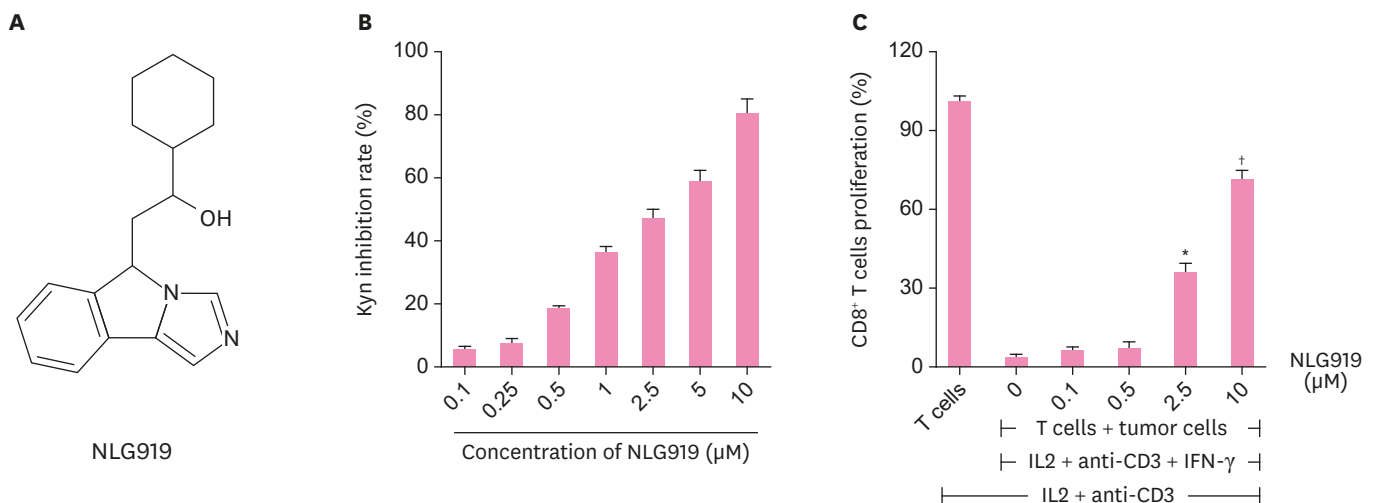 A
OH
N
N
NLG919
B
Kyn inhibition rate (%)
100
80
60
40
20
0
0.1
0.25
0.5
1
2.5
5
10
Concentration of NLG919 (μM)
C
CD8⁺ T cells proliferation (%)
120
90
60
30
0
*
†
T cells
0
0.1
0.5
2.5
10
NLG919
(μM)
T cells + tumor cells
IL2 + anti-CD3 + IFN-γ
IL2 + anti-CD3